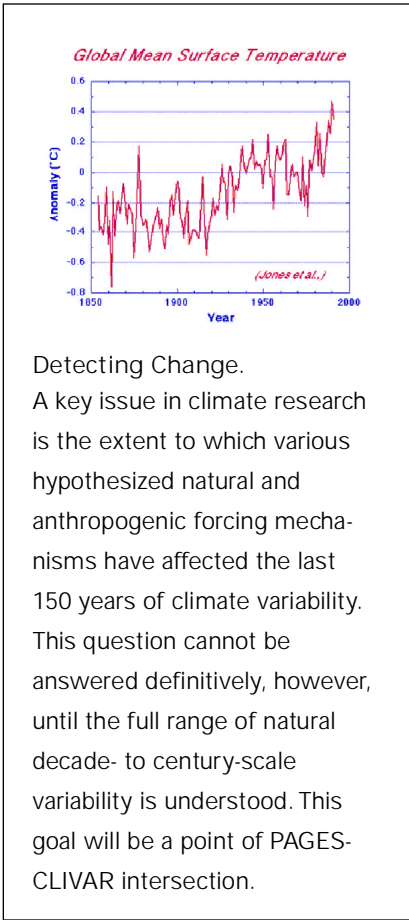 Global Mean Surface Temperature
0.6
0.4
0.2
0
-0.2
-0.4
-0.6
-0.8
Anomaly (°C)
(Jones et al.,)
1850
1900
1950
2000
Year
Detecting Change.
A key issue in climate research
is the extent to which various
hypothesized natural and
anthropogenic forcing mecha-
nisms have affected the last
150 years of climate variability.
This question cannot be
answered definitively, however,
until the full range of natural
decade- to century-scale
variability is understood. This
goal will be a point of PAGES-
CLIVAR intersection.